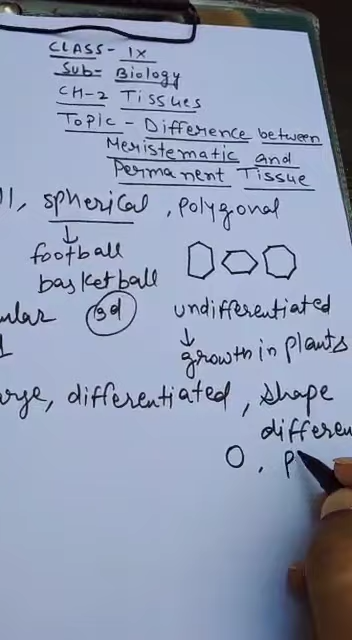 CLASS- IX
Sub- Biology
CH-2 Tissues
Topic - Difference between
Meristematic and
Permanent Tissue
spherical, polygonal
football
basketball
3d
undifferentiated
growth in plants
differentiated, shape
O, P